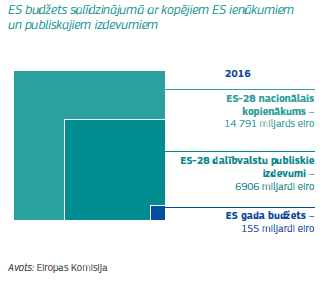 ES budžets salīdzinājumā ar kopējiem ES ienākumiem
un publiskajiem izdevumiem
2016
ES-28 nacionālais
kopienākums –
14 791 miljards eiro
ES-28 dalībvalstu publiskie
izdevumi –
6906 miljardi eiro
ES gada budžets –
155 miljardi eiro
Avots: Eiropas Komisija